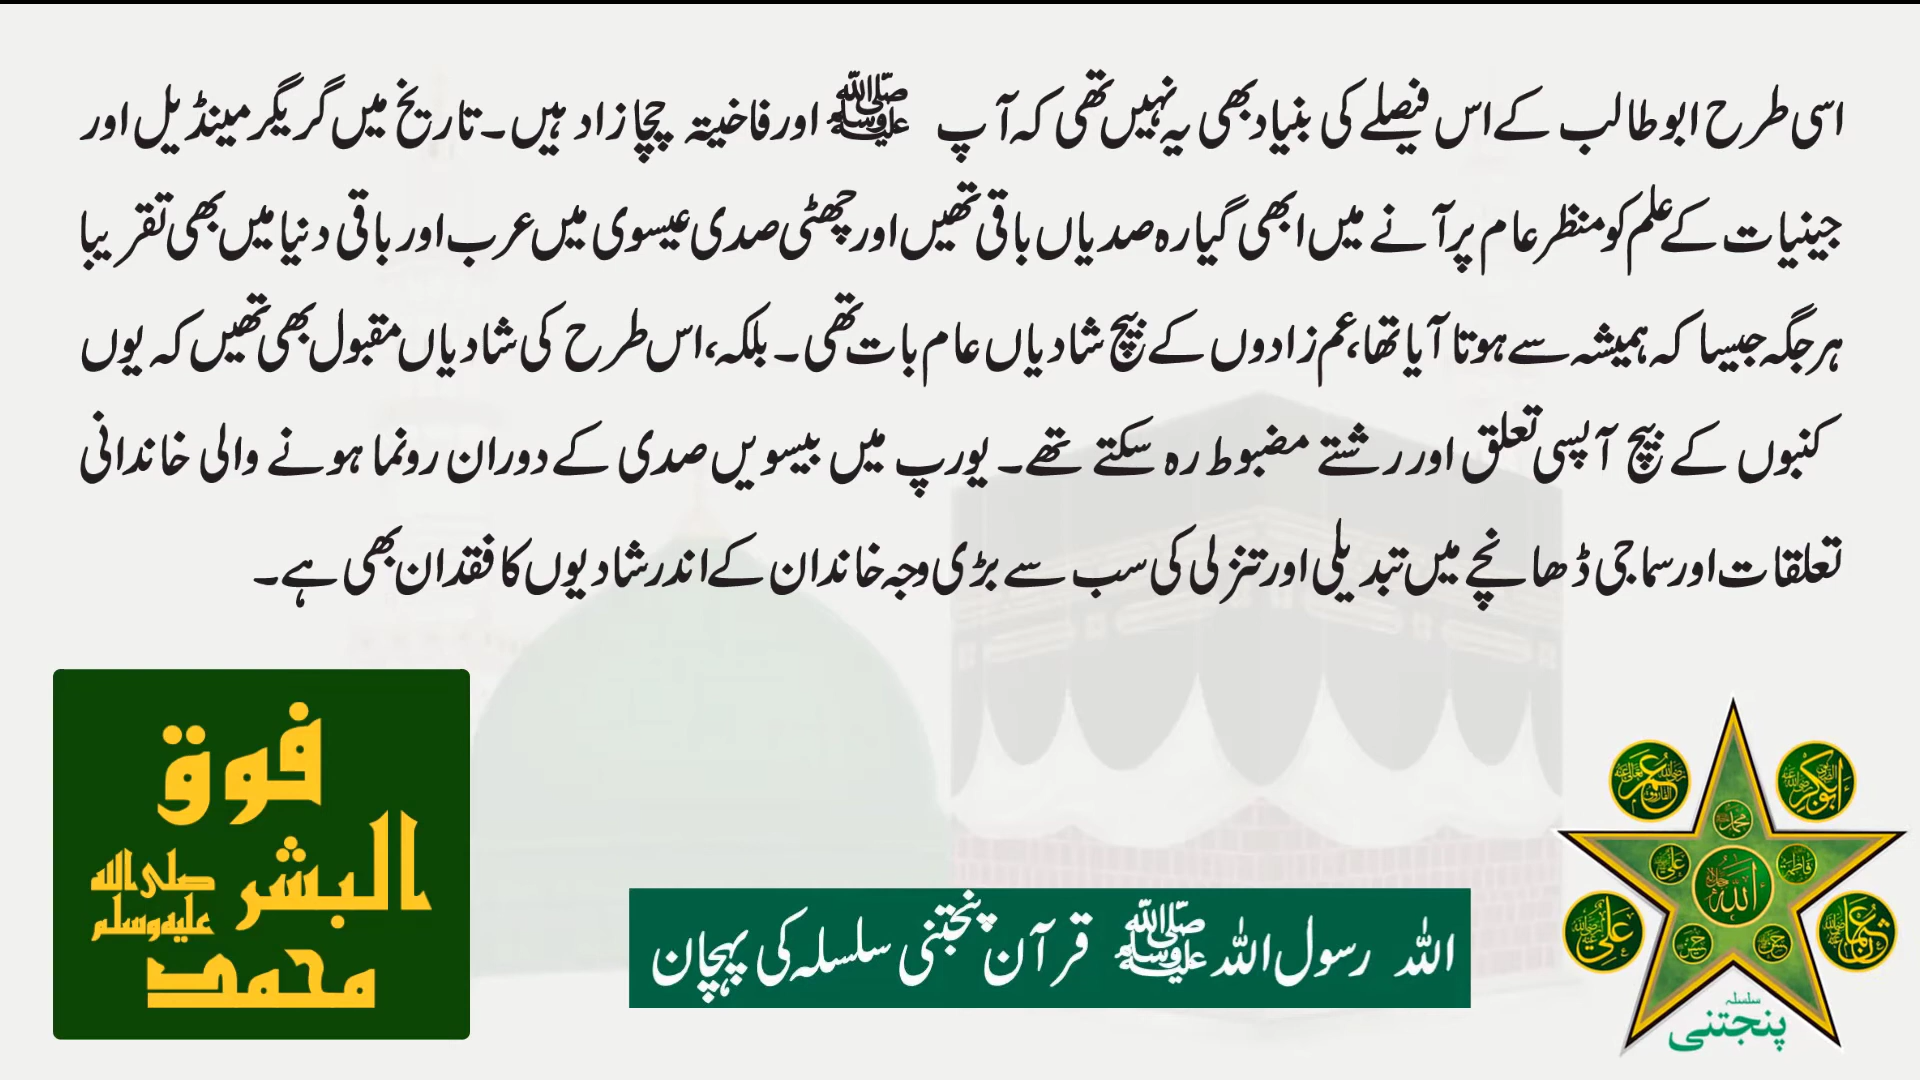 اسی طرح ابو طالب کے اس فیصلے کی بنیاد بھی یہ نہیں تھی کہ آپ ﷺ اور فاخیتہ چچا زاد ہیں۔ تاریخ میں گریگر مینڈیل اور
جینیات کے علم کو منظر عام پر آنے میں ابھی گیارہ صدیاں باقی تھیں اور چھٹی صدی عیسوی میں عرب اور باقی دنیا میں بھی تقریبا
ہر جگہ جیسا کہ ہمیشہ سے ہوتا آیا تھا، عم زادوں کے بیچ شادیاں عام بات تھی۔ بلکہ، اس طرح کی شادیاں مقبول بھی تھیں کہ یوں
کنبوں کے بیچ آپسی تعلق اور رشتے مضبوط رہ سکتے تھے۔ یورپ میں بیسویں صدی کے دوران رونما ہونے والی خاندانی
تعلقات اور سماجی ڈھانچے میں تبدیلی اور تنزلی کی سب سے بڑی وجہ خاندان کے اندر شادیوں کا فقدان بھی ہے۔
فوق
البشر صلی اللہ علیہ وسلم
محمد
اللہ رسول اللہ ﷺ قرآن پنجتنی سلسلہ کی پہچان
ابوبکر
عمر
محمد
فاطمة
علی
اللہ جل جلالہ
عثمان
علی
حسن
حسین
سلسلہ
پنجتنی